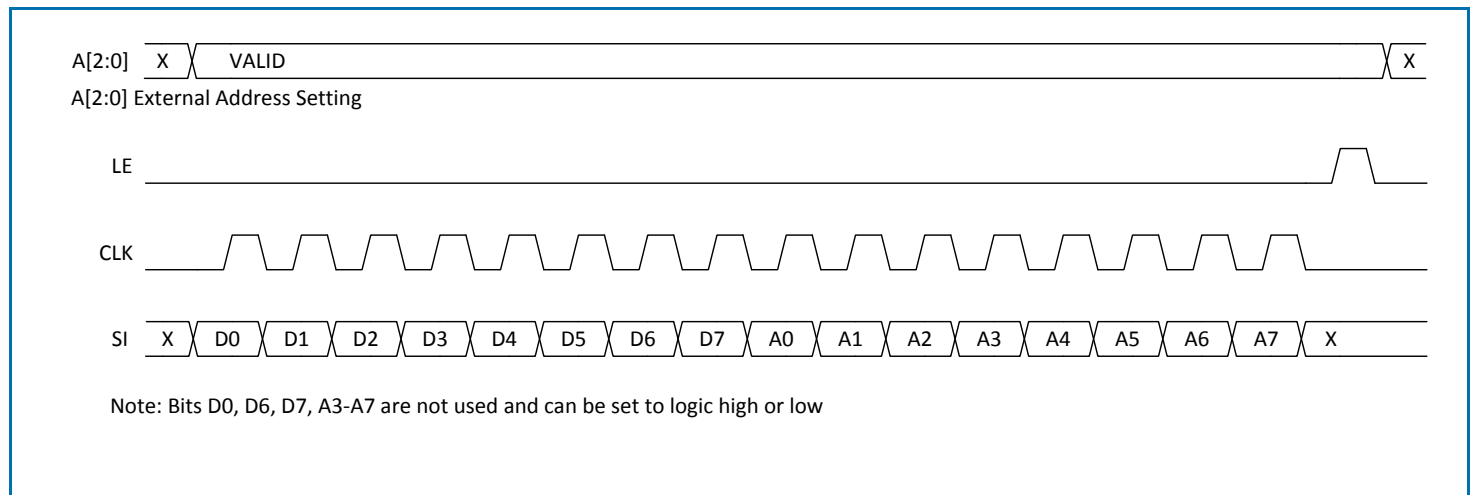 A[2:0] X VALID X
A[2:0] External Address Setting
LE
CLK
SI X D0 D1 D2 D3 D4 D5 D6 D7 A0 A1 A2 A3 A4 A5 A6 A7 X
Note: Bits D0, D6, D7, A3-A7 are not used and can be set to logic high or low